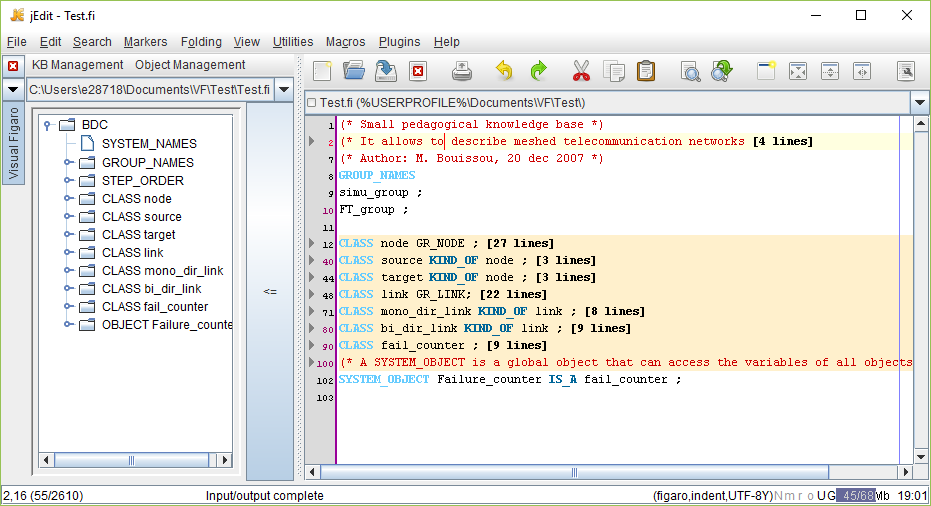 jEdit - Test.fi
File Edit Search Markers Folding View Utilities Macros Plugins Help
KB Management Object Management
C:\Users\e28718\Documents\VF\Test\Test.fi
Visual Figaro
BDC
SYSTEM_NAMES
GROUP_NAMES
STEP_ORDER
CLASS node
CLASS source
CLASS target
CLASS link
CLASS mono_dir_link
CLASS bi_dir_link
CLASS fail_counter
OBJECT Failure_counte
<=
Test.fi (%USERPROFILE%\Documents\VF\Test\)
1 (* Small pedagogical knowledge base *)
2 (* It allows to describe meshed telecommunication networks [4 lines]
7 (* Author: M. Bouissou, 20 dec 2007 *)
8 GROUP_NAMES
9 simu_group ;
10 FT_group ;
11
12 CLASS node GR_NODE ; [27 lines]
40 CLASS source KIND_OF node ; [3 lines]
44 CLASS target KIND_OF node ; [3 lines]
48 CLASS link GR_LINK; [22 lines]
71 CLASS mono_dir_link KIND_OF link ; [8 lines]
80 CLASS bi_dir_link KIND_OF link ; [9 lines]
90 CLASS fail_counter ; [9 lines]
100 (* A SYSTEM_OBJECT is a global object that can access the variables of all objects
102 SYSTEM_OBJECT Failure_counter IS_A fail_counter ;
103
2,16 (55/2610) Input/output complete (figaro,indent,UTF-8Y)N m r o U G 45/68Mb 19:01